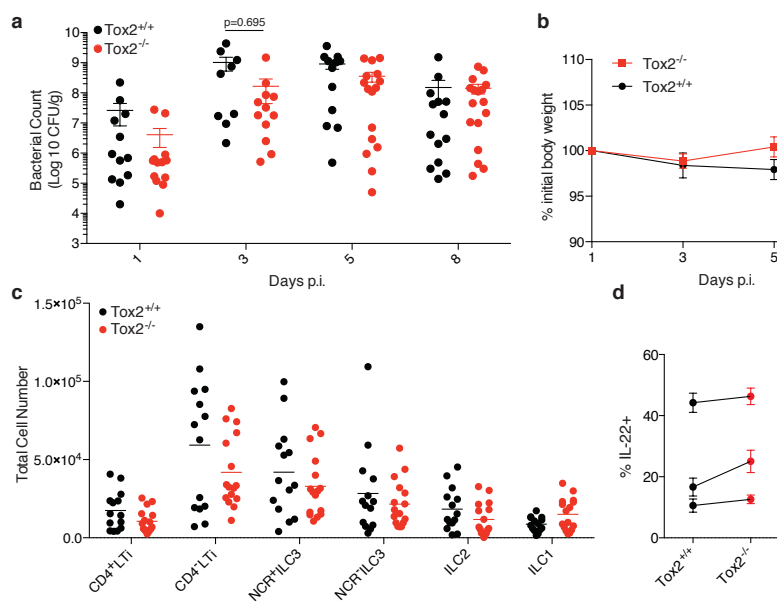 a
Tox2+/+
Tox2-/-
p=0.695
Bacterial Count
(Log 10 CFU/g)
10
9
8
7
6
5
4
3
1
3
5
8
Days p.i.
b
Tox2-/-
Tox2+/+
% initial body weight
110
105
100
95
90
1
3
5
Days p.i.
c
Tox2+/+
Tox2-/-
Total Cell Number
1.5×10^5
1.0×10^5
5.0×10^4
0.0
CD4+LTi
CD4-LTi
NCR+ILC3
NCR-ILC3
ILC2
ILC1
d
% IL-22+
60
40
20
0
Tox2+/+
Tox2-/-